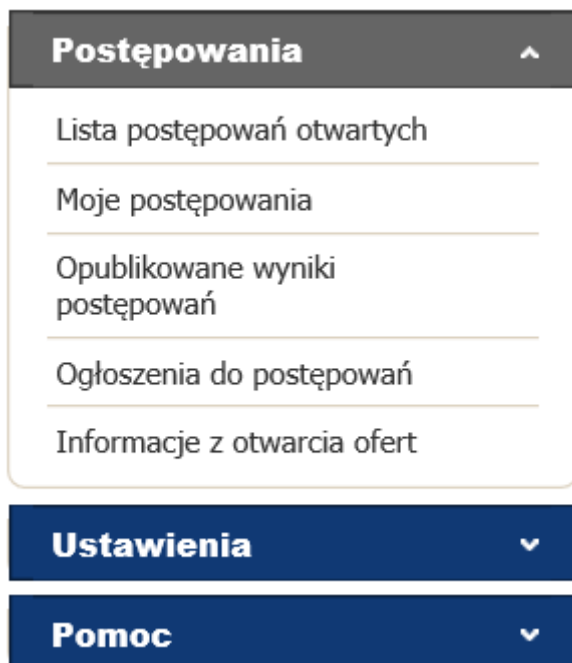 Postępowania
Lista postępowań otwartych
Moje postępowania
Opublikowane wyniki
postępowań
Ogłoszenia do postępowań
Informacje z otwarcia ofert
Ustawienia
Pomoc